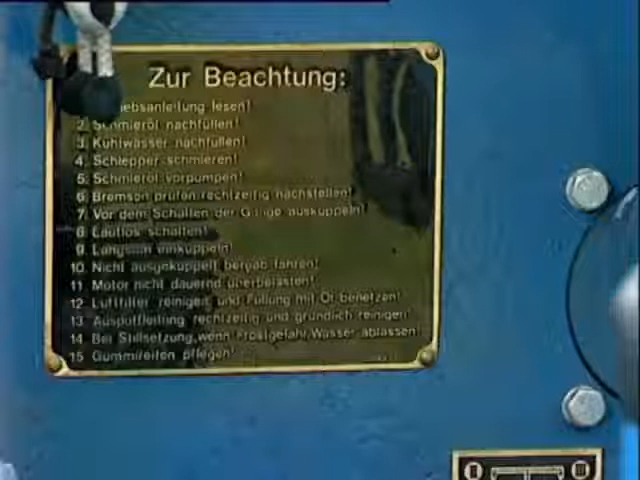 Zur Beachtung:
lesen!
2. Schmieröl nachfüllen!
3. Kühlwasser nachfüllen!
4. Schlepper schmieren!
5. Schmieröl vorpumpen!
6. Bremsen prüfen rechtzeitig nachstellen!
7. Vor dem Schalten der Gänge auskuppeln!
8. Lautlos schalten!
9. Langsam einkuppeln!
10. Nicht ausgekuppelt bergab fahren!
11 Motor nicht dauernd überbelasten!
12 Luftfilter reinigen und Füllung mit Öl benetzen!
13 Auspuffleitung rechtzeitig und gründlich reinigen!
14 Bei Stillsetzung, wenn Frostgefahr, Wasser ablassen!
15 Gummireifen pflegen!
II
III